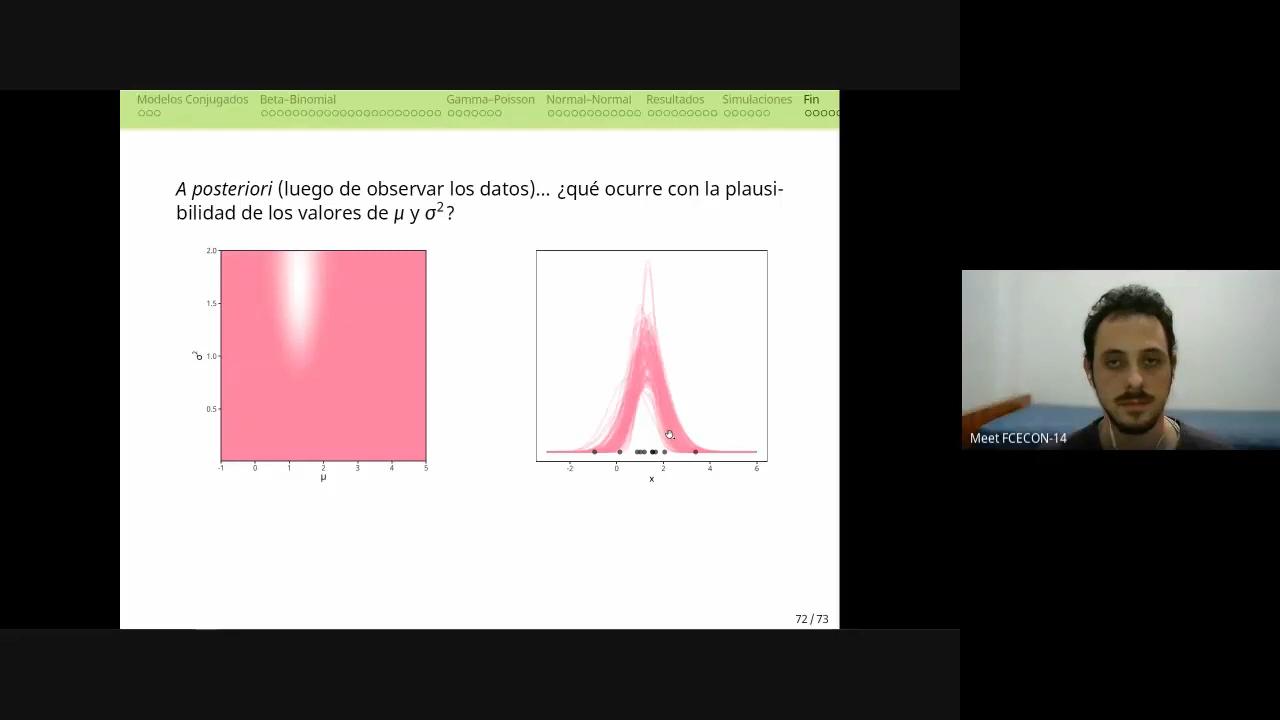 Modelos Conjugados Beta–Binomial Gamma–Poisson Normal–Normal Resultados Simulaciones Fin
A posteriori (luego de observar los datos)... ¿qué ocurre con la plausi-
bilidad de los valores de μ y σ²?
2.0
1.5
1.0
0.5
σ²
-1 0 1 2 3 4 5
μ
-2 0 2 4 6
x
72 / 73
Meet FCECON-14